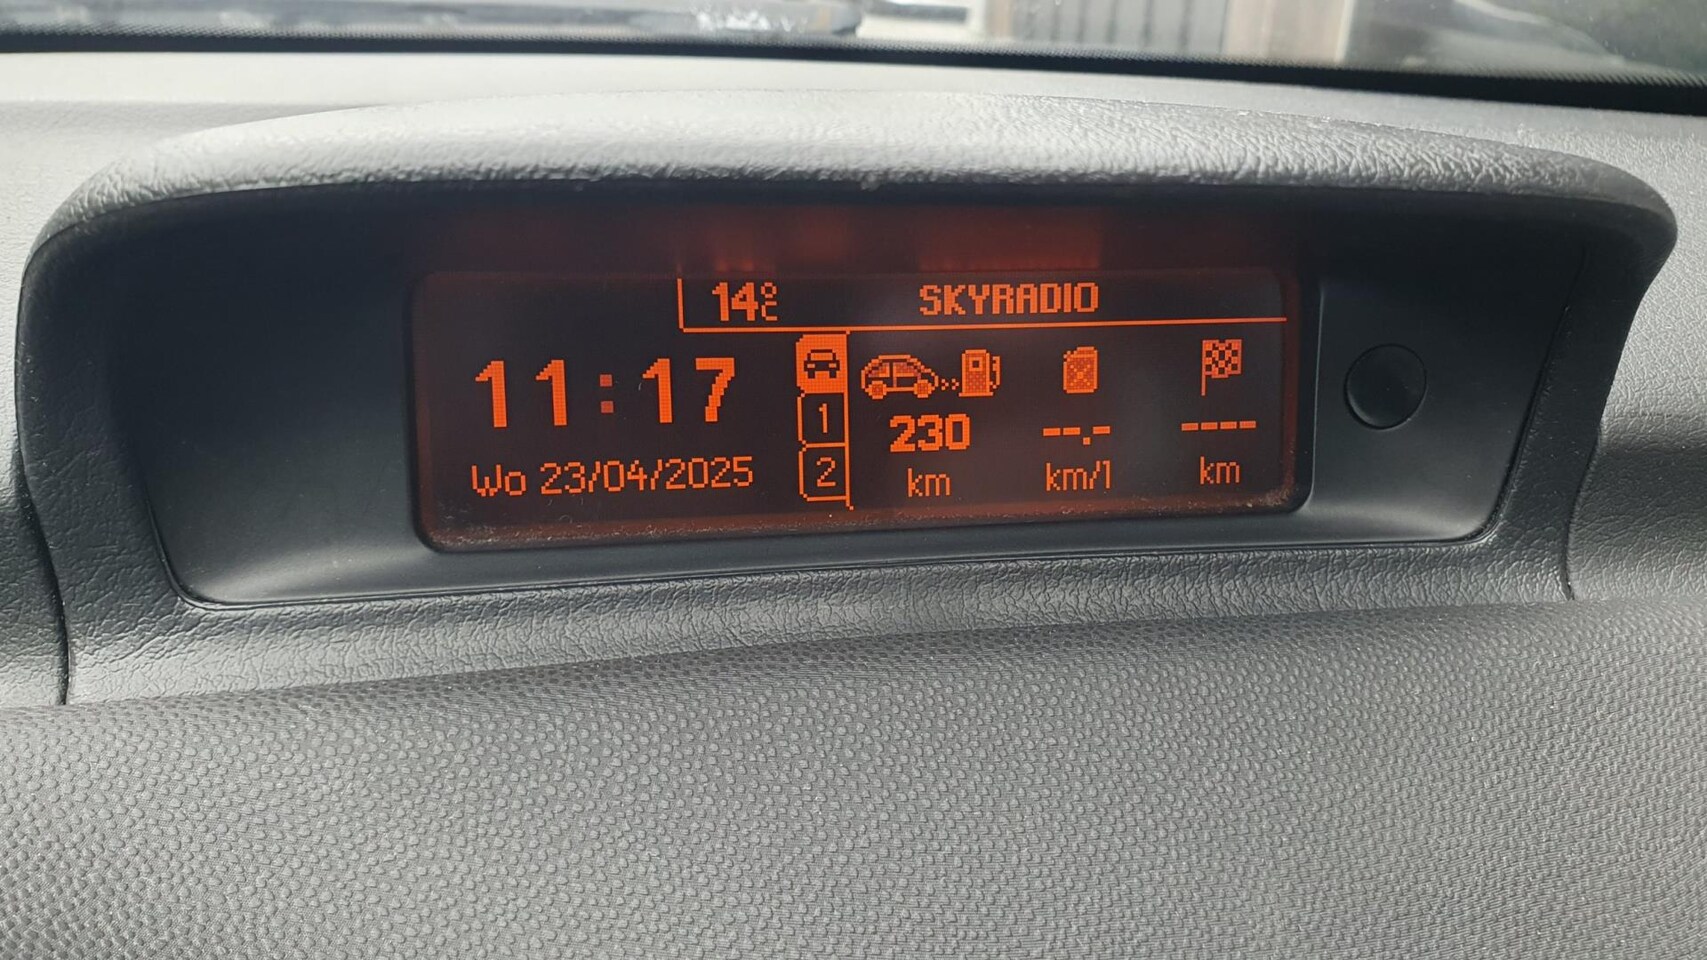 14°C SKYRADIO
11:17
Wo 23/04/2025
1
2
230 --.- ----
km km/l km